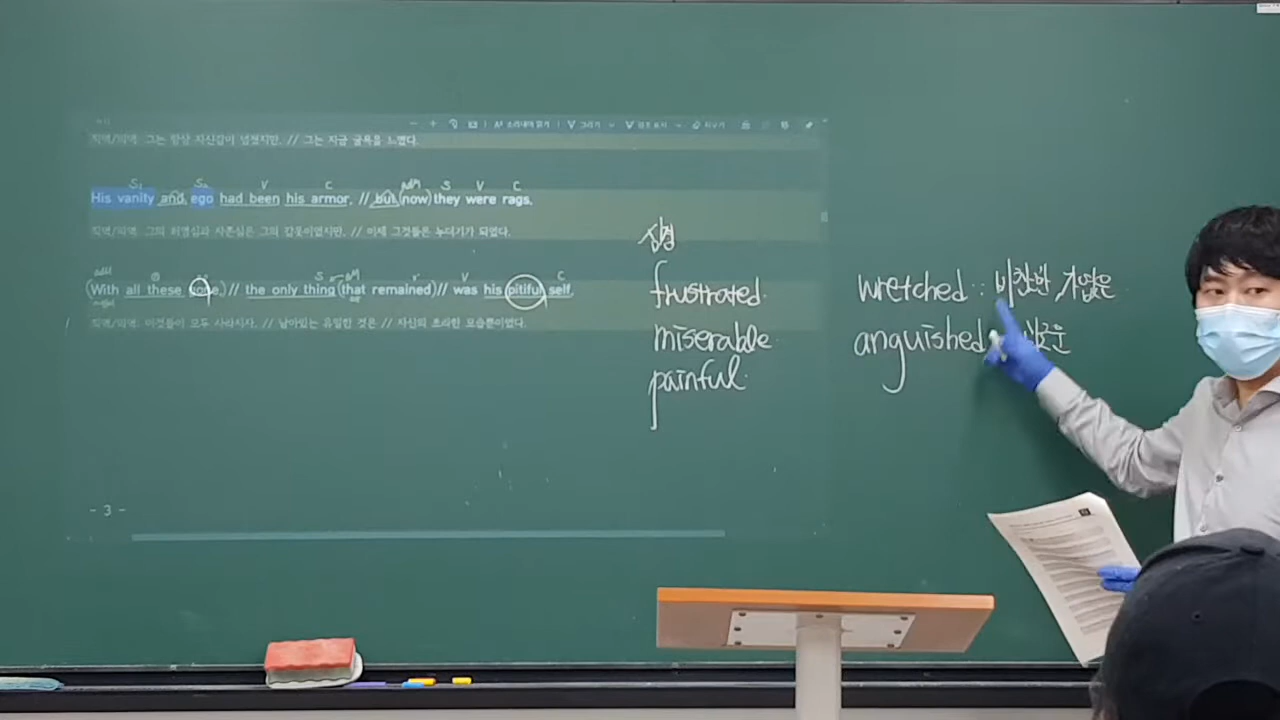 직역/의역: 그는 항상 자신감이 넘쳤지만, // 그는 지금 굴욕을 느꼈다.
S₁ S₂ V C adM S V C
His vanity and ego had been his armor, // but (now) they were rags.
직역/의역: 그의 허영심과 자존심은 그의 갑옷이었지만, // 이제 그것들은 누더기가 되었다.
S V C
(With all these gone,) // the only thing (that remained) // was his pitiful self.
직역/의역: 이것들이 모두 사라지자, // 남아있는 유일한 것은 // 자신의 초라한 모습뿐이었다.
- 3 -
심경
frustrated
miserable
painful
wretched : 비참한, 가엾은
anguished